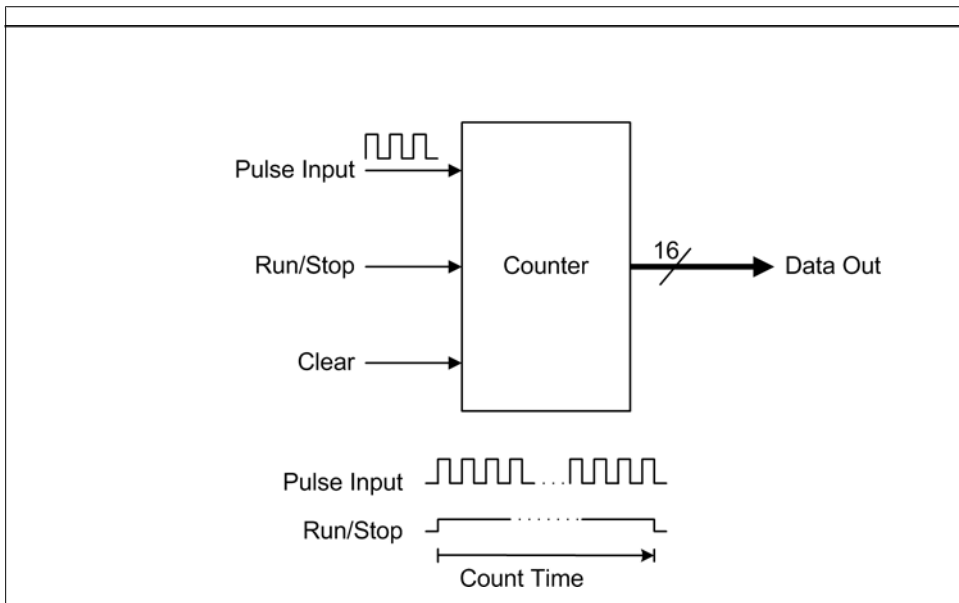 Pulse Input
16
Run/Stop
Counter
Data Out
Clear
Pulse Input
Run/Stop
Count Time